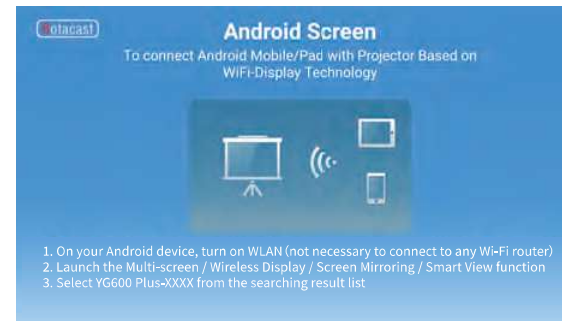 Rotacast
Android Screen
To connect Android Mobile/Pad with Projector Based on
WiFi-Display Technology
1. On your Android device, turn on WLAN (not necessary to connect to any Wi-Fi router)
2. Launch the Multi-screen / Wireless Display / Screen Mirroring / Smart View function
3. Select YG600 Plus-XXXX from the searching result list